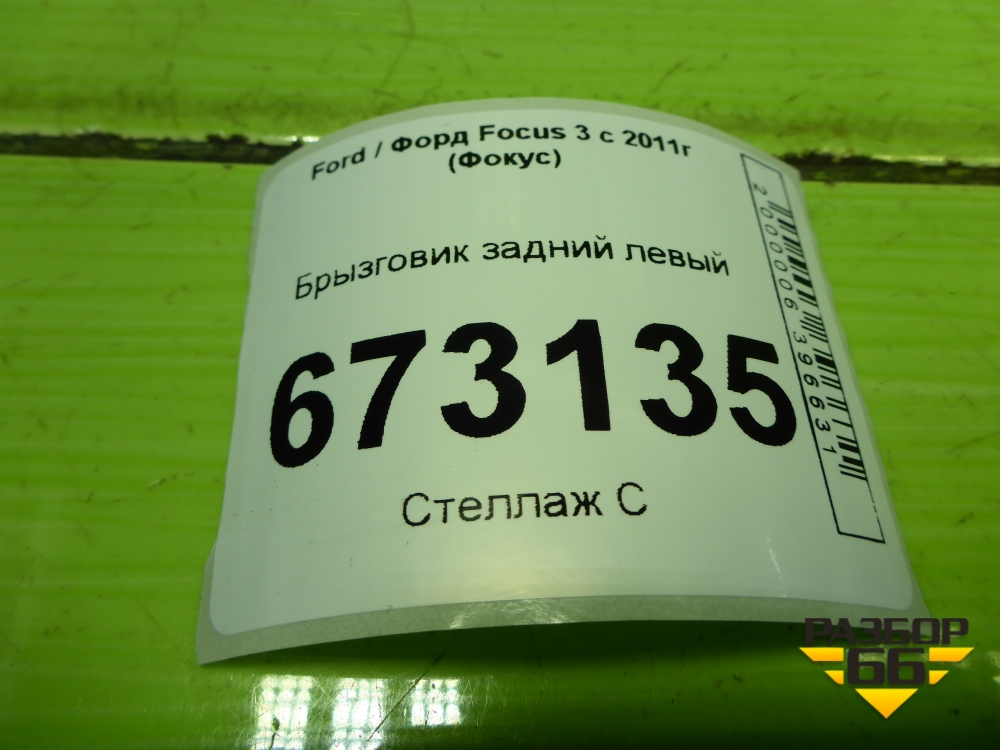 Ford / Форд Focus 3 с 2011г
(Фокус)
Брызговик задний левый
673135
Стеллаж С
2000006396631
РАЗБОР
66